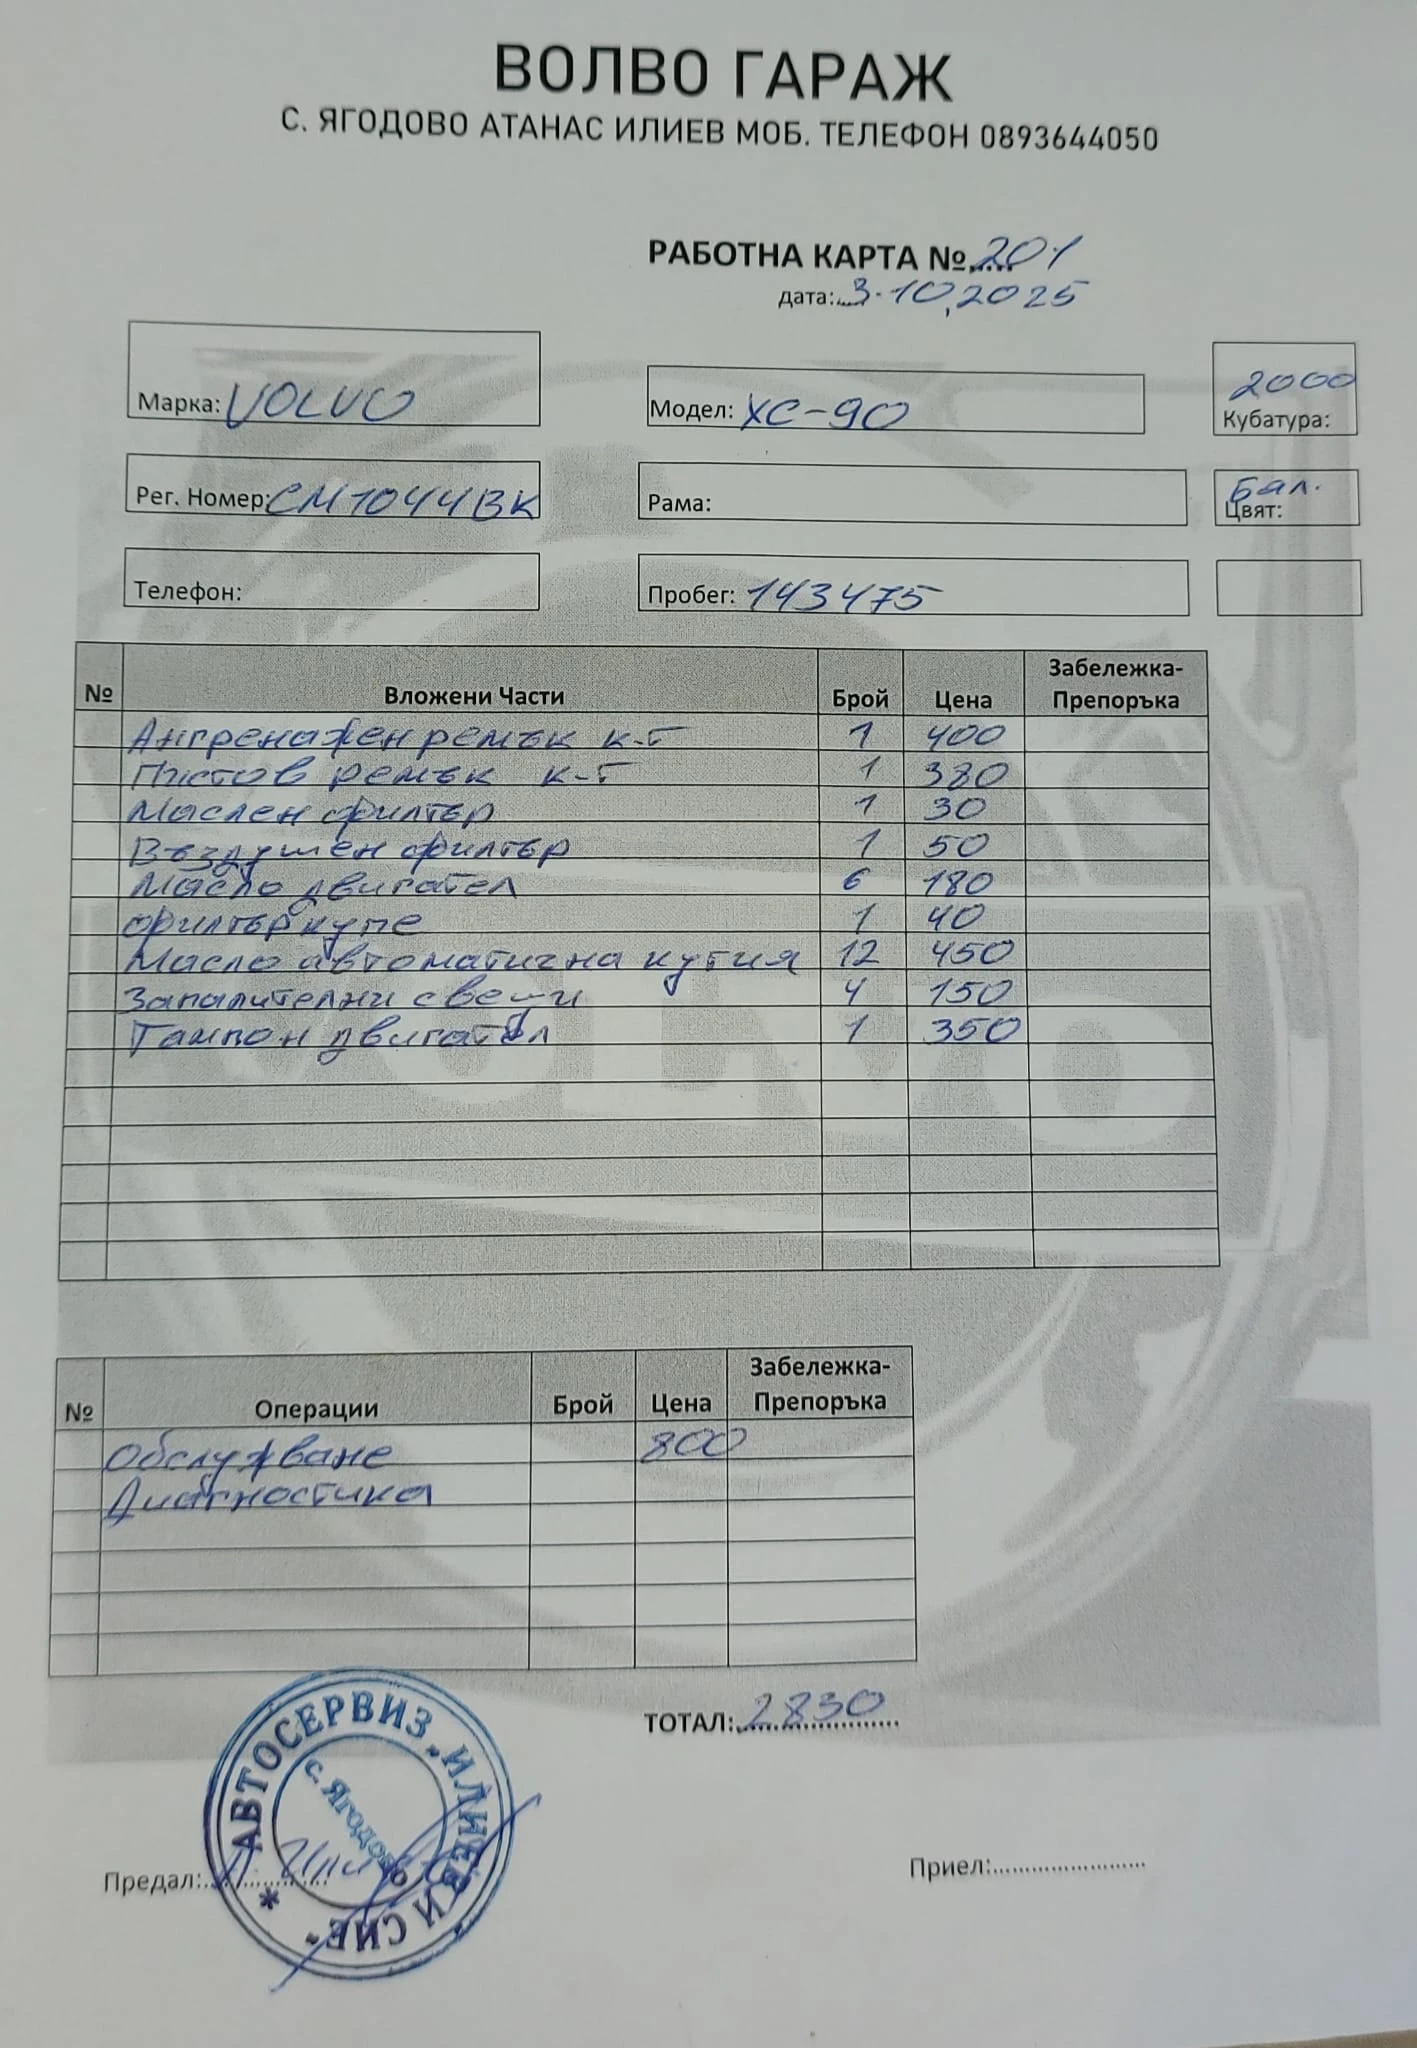 ВОЛВО ГАРАЖ
С. ЯГОДОВО АТАНАС ИЛИЕВ МОБ. ТЕЛЕФОН 0893644050
РАБОТНА КАРТА №..... 201
дата:.... 3.10,2025
Марка: VOLVO
Модел: XC-90
2000
Кубатура:
Рег. Номер: СМ1044ВК
Рама:
Бял.
Цвят:
Телефон:
Пробег: 143475
№ Вложени Части Брой Цена Забележка-Препоръка
Ангренажен ремък к-т 1 400
Пистов ремък к-т 1 380
Маслен филтър 1 30
Въздушен филтър 1 50
Масло двигател 6 180
Филтър купе 1 40
Масло автоматична кутия 12 450
Запалителни свещи 4 150
Тампон двигател 1 350
№ Операции Брой Цена Забележка-Препоръка
Обслужване 800
Диагностика
ТОТАЛ: 2830
АВТОСЕРВИЗ „ИЛИЕВ И СИЕ“
с. Ягодово
Предал:
Приел:..........................